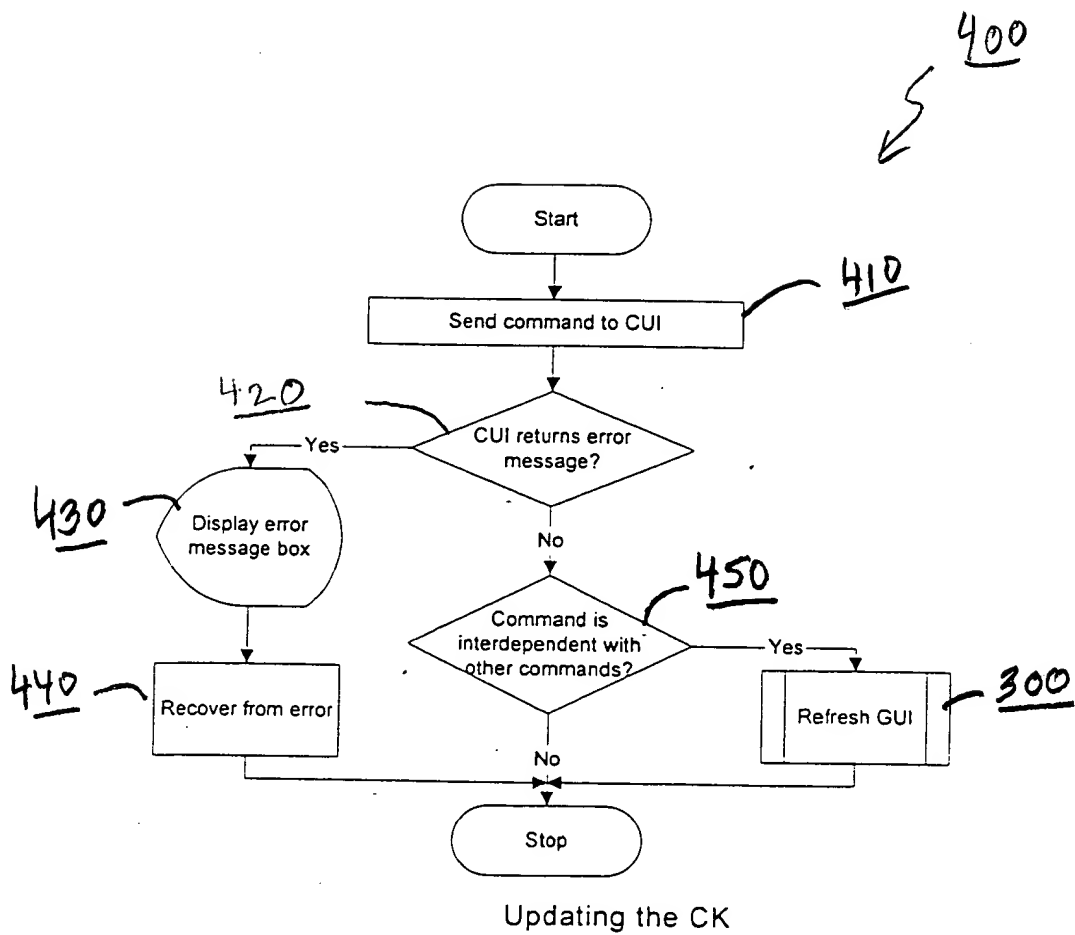 400
Start
410
Send command to CUI
420
CUI returns error
message?
Yes
430
Display error
message box
No
450
Command is
interdependent with
other commands?
Yes
440
Recover from error
300
Refresh GUI
No
Stop
Updating the CK